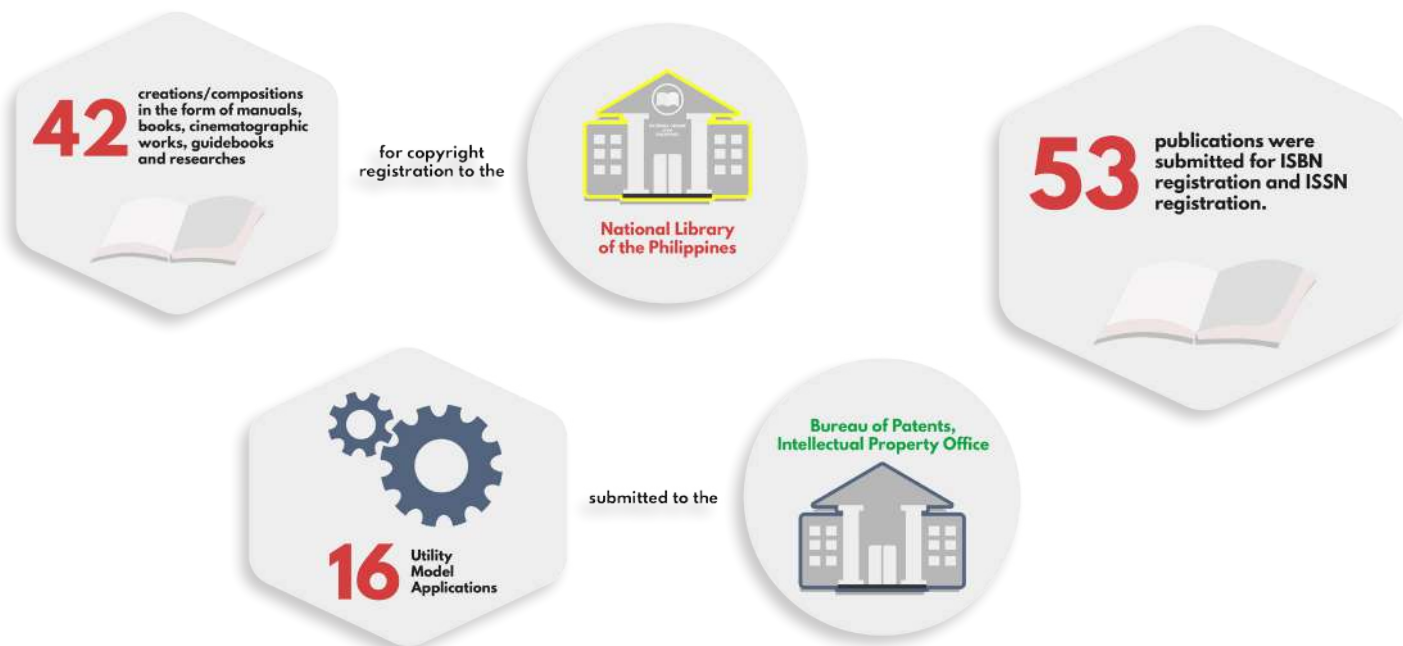 42
creations/compositions
in the form of manuals,
books, cinematographic
works, guidebooks
and researches
for copyright
registration to the
National Library
of the Philippines
53
publications were
submitted for ISBN
registration and ISSN
registration.
16
Utility
Model
Applications
submitted to the
Bureau of Patents,
Intellectual Property Office